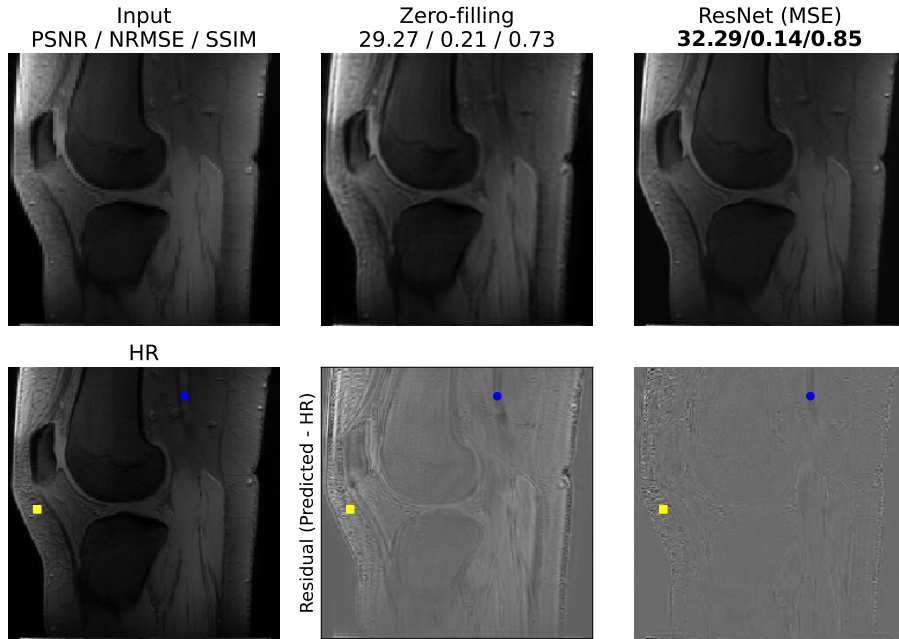 Input
PSNR / NRMSE / SSIM
Zero-filling
29.27 / 0.21 / 0.73
ResNet (MSE)
32.29/0.14/0.85
HR
Residual (Predicted - HR)